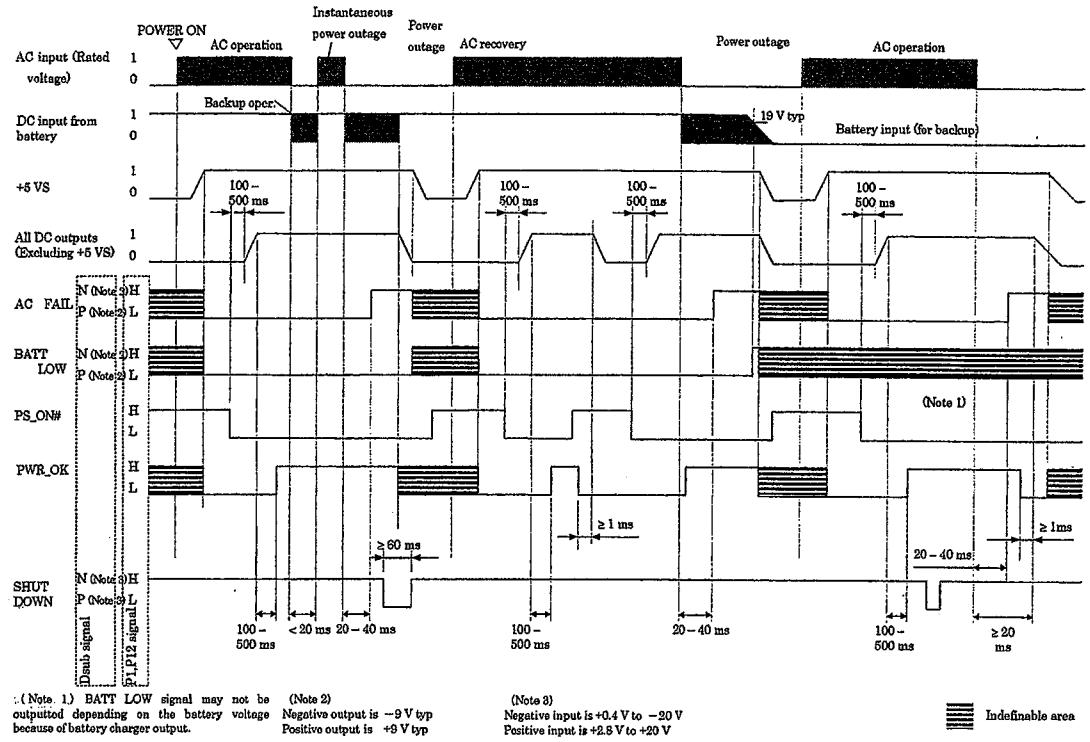 POWER ON
AC operation
Instantaneous
power outage
Power
outage
AC recovery
Power outage
AC operation
AC input (Rated
voltage)
1
0
Backup oper.
DC input from
battery
1
0
19 V typ
Battery input (for backup)
+5 VS
1
0
100–
500 ms
100–
500 ms
100–
500 ms
100–
500 ms
All DC outputs
(Excluding +5 VS)
1
0
AC FAIL
N (Note 3) H
P (Note 2) L
BATT
LOW
N (Note 2) H
P (Note 2) L
PS_ON#
H
L
(Note 1)
PWR_OK
H
L
≥ 1 ms
≥ 1ms
≥ 60 ms
20 – 40 ms
SHUT
DOWN
N (Note 3) H
P (Note 3) L
100 –
500 ms
< 20 ms
20 – 40 ms
100 –
500 ms
20 – 40 ms
100 –
500 ms
≥ 20
ms
Dsub signal
P1,P12 signal
(Note 1.) BATT LOW signal may not be
outputted depending on the battery voltage
because of battery charger output.
(Note 2)
Negative output is –9 V typ
Positive output is +9 V typ
(Note 3)
Negative input is +0.4 V to –20 V
Positive input is +2.8 V to +20 V
Indefinable area